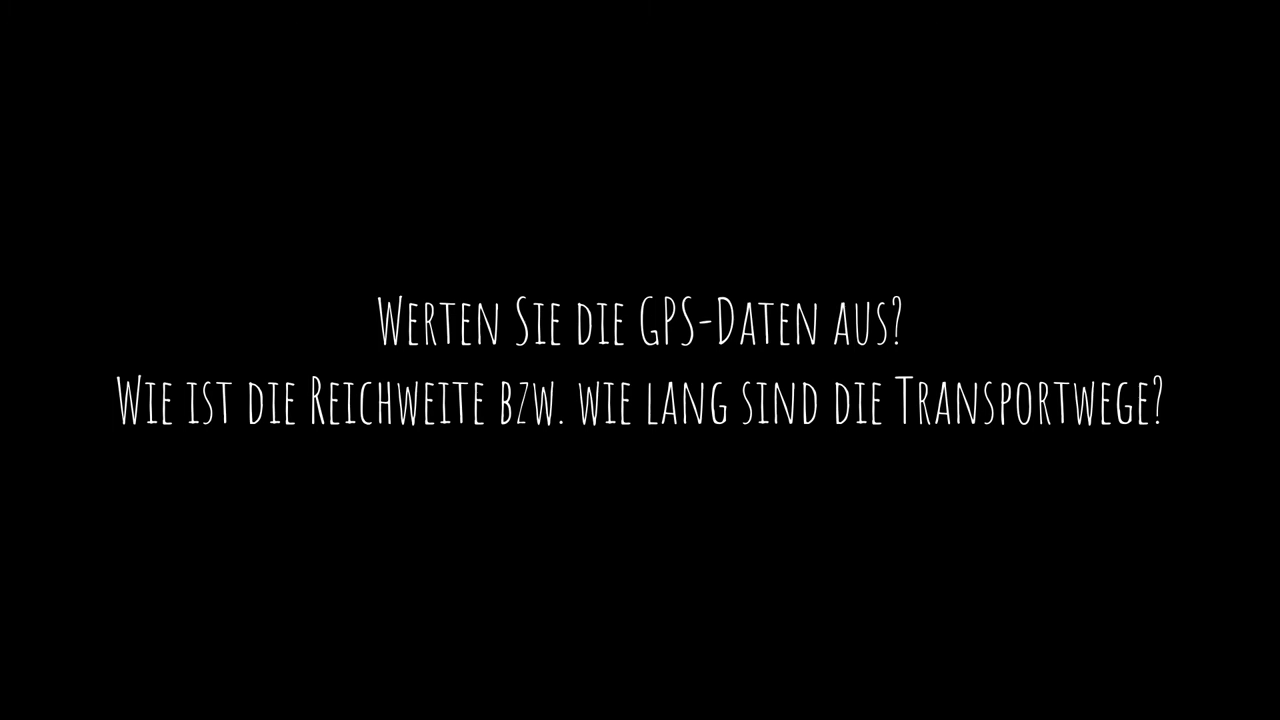 Werten Sie die GPS-Daten aus?
Wie ist die Reichweite bzw. wie lang sind die Transportwege?